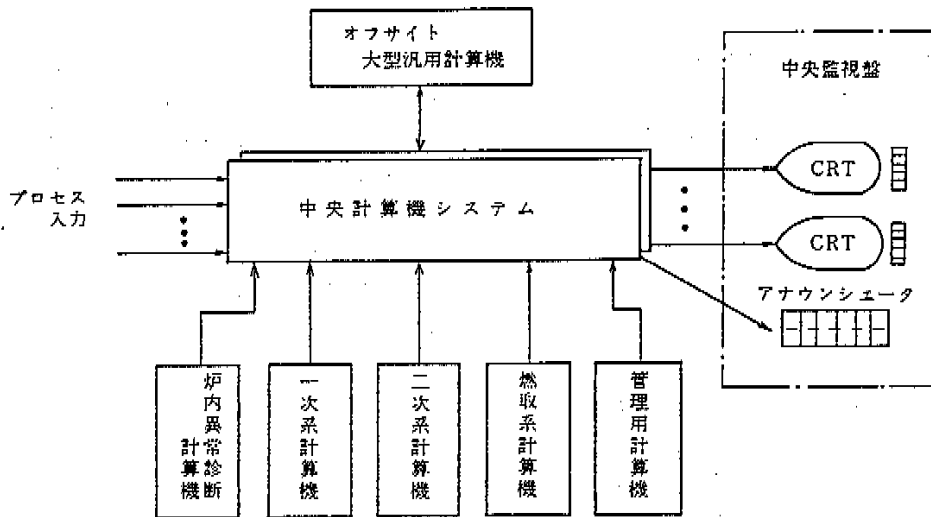 オフサイト
大型汎用計算機
中央監視盤
CRT
プロセス
入力
中央計算機システム
CRT
アナウンシェータ
炉内異常診断
計算機
一次系計算機
二次系計算機
燃取系計算機
管理用計算機